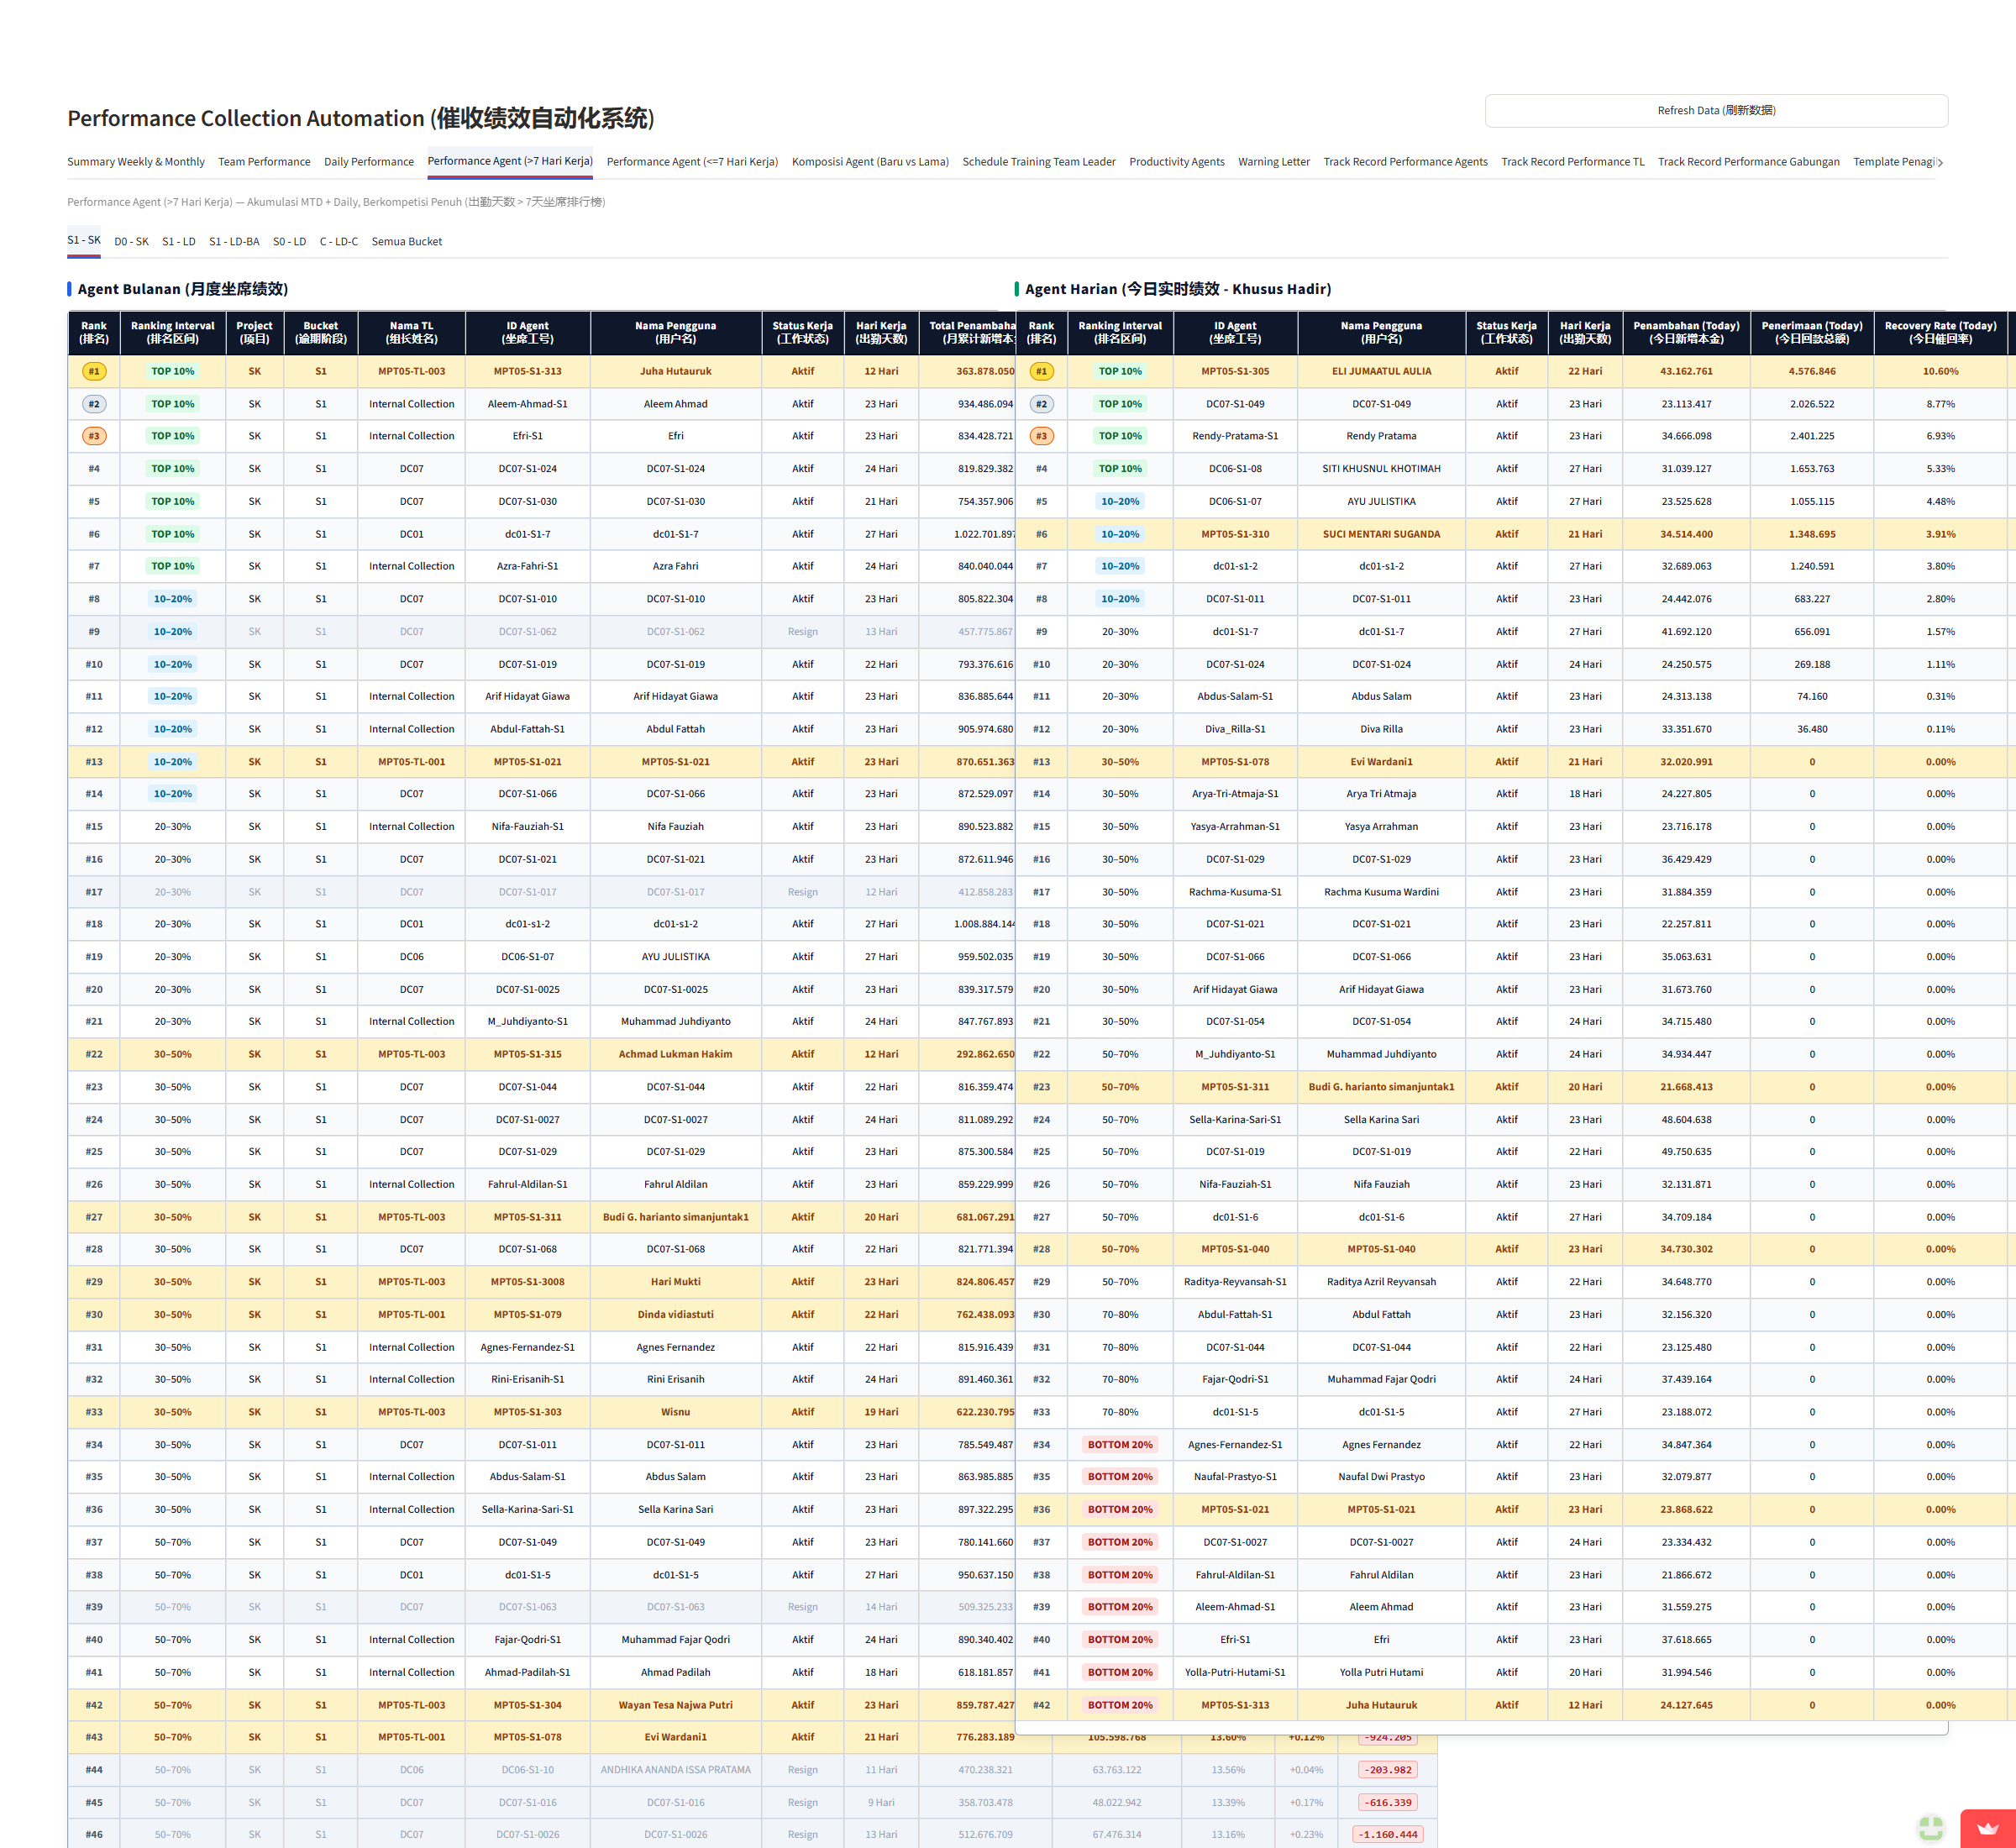 Performance Collection Automation (催收绩效自动化系统)
Refresh Data (刷新数据)
Summary Weekly & Monthly Team Performance Daily Performance Performance Agent (>7 Hari Kerja) Performance Agent (<=7 Hari Kerja) Komposisi Agent (Baru vs Lama) Schedule Training Team Leader Productivity Agents Warning Letter Track Record Performance Agents Track Record Performance TL Track Record Performance Gabungan Template Penagi
Performance Agent (>7 Hari Kerja) — Akumulasi MTD + Daily, Berkompetisi Penuh (出勤天数 > 7天坐席排行榜)
S1 - SK D0 - SK S1 - LD S1 - LD-BA S0 - LD C - LD-C Semua Bucket
Agent Bulanan (月度坐席绩效)
Rank Ranking Interval Project Bucket Nama TL ID Agent Nama Pengguna Status Kerja Hari Kerja Total Penambaha
(排名) (排名区间) (项目) (逾期阶段) (组长姓名) (坐席工号) (用户名) (工作状态) (出勤天数) (月累计新增本
#1 TOP 10% SK S1 MPT05-TL-003 MPT05-S1-313 Juha Hutauruk Aktif 12 Hari 363.878.050
#2 TOP 10% SK S1 Internal Collection Aleem-Ahmad-S1 Aleem Ahmad Aktif 23 Hari 934.486.094
#3 TOP 10% SK S1 Internal Collection Efri-S1 Efri Aktif 23 Hari 834.428.721
#4 TOP 10% SK S1 DC07 DC07-S1-024 DC07-S1-024 Aktif 24 Hari 819.829.382
#5 TOP 10% SK S1 DC07 DC07-S1-030 DC07-S1-030 Aktif 21 Hari 754.357.906
#6 TOP 10% SK S1 DC01 dc01-S1-7 dc01-S1-7 Aktif 27 Hari 1.022.701.897
#7 TOP 10% SK S1 Internal Collection Azra-Fahri-S1 Azra Fahri Aktif 24 Hari 840.040.044
#8 10–20% SK S1 DC07 DC07-S1-010 DC07-S1-010 Aktif 23 Hari 805.822.304
#9 10–20% SK S1 DC07 DC07-S1-062 DC07-S1-062 Resign 13 Hari 457.775.867
#10 10–20% SK S1 DC07 DC07-S1-019 DC07-S1-019 Aktif 22 Hari 793.376.616
#11 10–20% SK S1 Internal Collection Arif Hidayat Giawa Arif Hidayat Giawa Aktif 23 Hari 836.885.644
#12 10–20% SK S1 Internal Collection Abdul-Fattah-S1 Abdul Fattah Aktif 23 Hari 905.974.680
#13 10–20% SK S1 MPT05-TL-001 MPT05-S1-021 MPT05-S1-021 Aktif 23 Hari 870.651.363
#14 10–20% SK S1 DC07 DC07-S1-066 DC07-S1-066 Aktif 23 Hari 872.529.097
#15 20–30% SK S1 Internal Collection Nifa-Fauziah-S1 Nifa Fauziah Aktif 23 Hari 890.523.882
#16 20–30% SK S1 DC07 DC07-S1-021 DC07-S1-021 Aktif 23 Hari 872.611.946
#17 20–30% SK S1 DC07 DC07-S1-017 DC07-S1-017 Resign 12 Hari 412.858.283
#18 20–30% SK S1 DC01 dc01-s1-2 dc01-s1-2 Aktif 27 Hari 1.008.884.144
#19 20–30% SK S1 DC06 DC06-S1-07 AYU JULISTIKA Aktif 27 Hari 959.502.035
#20 20–30% SK S1 DC07 DC07-S1-0025 DC07-S1-0025 Aktif 23 Hari 839.317.579
#21 20–30% SK S1 Internal Collection M_Juhdiyanto-S1 Muhammad Juhdiyanto Aktif 24 Hari 847.767.893
#22 30–50% SK S1 MPT05-TL-003 MPT05-S1-315 Achmad Lukman Hakim Aktif 12 Hari 292.862.650
#23 30–50% SK S1 DC07 DC07-S1-044 DC07-S1-044 Aktif 22 Hari 816.359.474
#24 30–50% SK S1 DC07 DC07-S1-0027 DC07-S1-0027 Aktif 24 Hari 811.089.292
#25 30–50% SK S1 DC07 DC07-S1-029 DC07-S1-029 Aktif 23 Hari 875.300.584
#26 30–50% SK S1 Internal Collection Fahrul-Aldilan-S1 Fahrul Aldilan Aktif 23 Hari 859.229.999
#27 30–50% SK S1 MPT05-TL-003 MPT05-S1-311 Budi G. harianto simanjuntak1 Aktif 20 Hari 681.067.291
#28 30–50% SK S1 DC07 DC07-S1-068 DC07-S1-068 Aktif 22 Hari 821.771.394
#29 30–50% SK S1 MPT05-TL-003 MPT05-S1-3008 Hari Mukti Aktif 23 Hari 824.806.457
#30 30–50% SK S1 MPT05-TL-001 MPT05-S1-079 Dinda vidiastuti Aktif 22 Hari 762.438.093
#31 30–50% SK S1 Internal Collection Agnes-Fernandez-S1 Agnes Fernandez Aktif 22 Hari 815.916.439
#32 30–50% SK S1 Internal Collection Rini-Erisanih-S1 Rini Erisanih Aktif 24 Hari 891.460.361
#33 30–50% SK S1 MPT05-TL-003 MPT05-S1-303 Wisnu Aktif 19 Hari 622.230.795
#34 30–50% SK S1 DC07 DC07-S1-011 DC07-S1-011 Aktif 23 Hari 785.549.487
#35 30–50% SK S1 Internal Collection Abdus-Salam-S1 Abdus Salam Aktif 23 Hari 863.985.885
#36 30–50% SK S1 Internal Collection Sella-Karina-Sari-S1 Sella Karina Sari Aktif 23 Hari 897.322.295
#37 50–70% SK S1 DC07 DC07-S1-049 DC07-S1-049 Aktif 23 Hari 780.141.660
#38 50–70% SK S1 DC01 dc01-S1-5 dc01-S1-5 Aktif 27 Hari 950.637.150
#39 50–70% SK S1 DC07 DC07-S1-063 DC07-S1-063 Resign 14 Hari 509.325.233
#40 50–70% SK S1 Internal Collection Fajar-Qodri-S1 Muhammad Fajar Qodri Aktif 24 Hari 890.340.402
#41 50–70% SK S1 Internal Collection Ahmad-Padilah-S1 Ahmad Padilah Aktif 18 Hari 618.181.857
#42 50–70% SK S1 MPT05-TL-003 MPT05-S1-304 Wayan Tesa Najwa Putri Aktif 23 Hari 859.787.427
#43 50–70% SK S1 MPT05-TL-001 MPT05-S1-078 Evi Wardani1 Aktif 21 Hari 776.283.189 105.598.768 13.60% +0.12% -924.205
#44 50–70% SK S1 DC06 DC06-S1-10 ANDHIKA ANANDA ISSA PRATAMA Resign 11 Hari 470.238.321 63.763.122 13.56% +0.04% -203.982
#45 50–70% SK S1 DC07 DC07-S1-016 DC07-S1-016 Resign 9 Hari 358.703.478 48.022.942 13.39% +0.17% -616.339
#46 50–70% SK S1 DC07 DC07-S1-0026 DC07-S1-0026 Resign 13 Hari 512.676.709 67.476.314 13.16% +0.23% -1.160.444
Agent Harian (今日实时绩效 - Khusus Hadir)
Rank Ranking Interval ID Agent Nama Pengguna Status Kerja Hari Kerja Penambahan (Today) Penerimaan (Today) Recovery Rate (Today)
(排名) (排名区间) (坐席工号) (用户名) (工作状态) (出勤天数) (今日新增本金) (今日回款总额) (今日催回率)
#1 TOP 10% MPT05-S1-305 ELI JUMAATUL AULIA Aktif 22 Hari 43.162.761 4.576.846 10.60%
#2 TOP 10% DC07-S1-049 DC07-S1-049 Aktif 23 Hari 23.113.417 2.026.522 8.77%
#3 TOP 10% Rendy-Pratama-S1 Rendy Pratama Aktif 23 Hari 34.666.098 2.401.225 6.93%
#4 TOP 10% DC06-S1-08 SITI KHUSNUL KHOTIMAH Aktif 27 Hari 31.039.127 1.653.763 5.33%
#5 10–20% DC06-S1-07 AYU JULISTIKA Aktif 27 Hari 23.525.628 1.055.115 4.48%
#6 10–20% MPT05-S1-310 SUCI MENTARI SUGANDA Aktif 21 Hari 34.514.400 1.348.695 3.91%
#7 10–20% dc01-s1-2 dc01-s1-2 Aktif 27 Hari 32.689.063 1.240.591 3.80%
#8 10–20% DC07-S1-011 DC07-S1-011 Aktif 23 Hari 24.442.076 683.227 2.80%
#9 20–30% dc01-S1-7 dc01-S1-7 Aktif 27 Hari 41.692.120 656.091 1.57%
#10 20–30% DC07-S1-024 DC07-S1-024 Aktif 24 Hari 24.250.575 269.188 1.11%
#11 20–30% Abdus-Salam-S1 Abdus Salam Aktif 23 Hari 24.313.138 74.160 0.31%
#12 20–30% Diva_Rilla-S1 Diva Rilla Aktif 23 Hari 33.351.670 36.480 0.11%
#13 30–50% MPT05-S1-078 Evi Wardani1 Aktif 21 Hari 32.020.991 0 0.00%
#14 30–50% Arya-Tri-Atmaja-S1 Arya Tri Atmaja Aktif 18 Hari 24.227.805 0 0.00%
#15 30–50% Yasya-Arrahman-S1 Yasya Arrahman Aktif 23 Hari 23.716.178 0 0.00%
#16 30–50% DC07-S1-029 DC07-S1-029 Aktif 23 Hari 36.429.429 0 0.00%
#17 30–50% Rachma-Kusuma-S1 Rachma Kusuma Wardini Aktif 23 Hari 31.884.359 0 0.00%
#18 30–50% DC07-S1-021 DC07-S1-021 Aktif 23 Hari 22.257.811 0 0.00%
#19 30–50% DC07-S1-066 DC07-S1-066 Aktif 23 Hari 35.063.631 0 0.00%
#20 30–50% Arif Hidayat Giawa Arif Hidayat Giawa Aktif 23 Hari 31.673.760 0 0.00%
#21 30–50% DC07-S1-054 DC07-S1-054 Aktif 24 Hari 34.715.480 0 0.00%
#22 50–70% M_Juhdiyanto-S1 Muhammad Juhdiyanto Aktif 24 Hari 34.934.447 0 0.00%
#23 50–70% MPT05-S1-311 Budi G. harianto simanjuntak1 Aktif 20 Hari 21.668.413 0 0.00%
#24 50–70% Sella-Karina-Sari-S1 Sella Karina Sari Aktif 23 Hari 48.604.638 0 0.00%
#25 50–70% DC07-S1-019 DC07-S1-019 Aktif 22 Hari 49.750.635 0 0.00%
#26 50–70% Nifa-Fauziah-S1 Nifa Fauziah Aktif 23 Hari 32.131.871 0 0.00%
#27 50–70% dc01-S1-6 dc01-S1-6 Aktif 27 Hari 34.709.184 0 0.00%
#28 50–70% MPT05-S1-040 MPT05-S1-040 Aktif 23 Hari 34.730.302 0 0.00%
#29 50–70% Raditya-Reyvansah-S1 Raditya Azril Reyvansah Aktif 22 Hari 34.648.770 0 0.00%
#30 70–80% Abdul-Fattah-S1 Abdul Fattah Aktif 23 Hari 32.156.320 0 0.00%
#31 70–80% DC07-S1-044 DC07-S1-044 Aktif 22 Hari 23.125.480 0 0.00%
#32 70–80% Fajar-Qodri-S1 Muhammad Fajar Qodri Aktif 24 Hari 37.439.164 0 0.00%
#33 70–80% dc01-S1-5 dc01-S1-5 Aktif 27 Hari 23.188.072 0 0.00%
#34 BOTTOM 20% Agnes-Fernandez-S1 Agnes Fernandez Aktif 22 Hari 34.847.364 0 0.00%
#35 BOTTOM 20% Naufal-Prastyo-S1 Naufal Dwi Prastyo Aktif 23 Hari 32.079.877 0 0.00%
#36 BOTTOM 20% MPT05-S1-021 MPT05-S1-021 Aktif 23 Hari 23.868.622 0 0.00%
#37 BOTTOM 20% DC07-S1-0027 DC07-S1-0027 Aktif 24 Hari 23.334.432 0 0.00%
#38 BOTTOM 20% Fahrul-Aldilan-S1 Fahrul Aldilan Aktif 23 Hari 21.866.672 0 0.00%
#39 BOTTOM 20% Aleem-Ahmad-S1 Aleem Ahmad Aktif 23 Hari 31.559.275 0 0.00%
#40 BOTTOM 20% Efri-S1 Efri Aktif 23 Hari 37.618.665 0 0.00%
#41 BOTTOM 20% Yolla-Putri-Hutami-S1 Yolla Putri Hutami Aktif 20 Hari 31.994.546 0 0.00%
#42 BOTTOM 20% MPT05-S1-313 Juha Hutauruk Aktif 12 Hari 24.127.645 0 0.00%